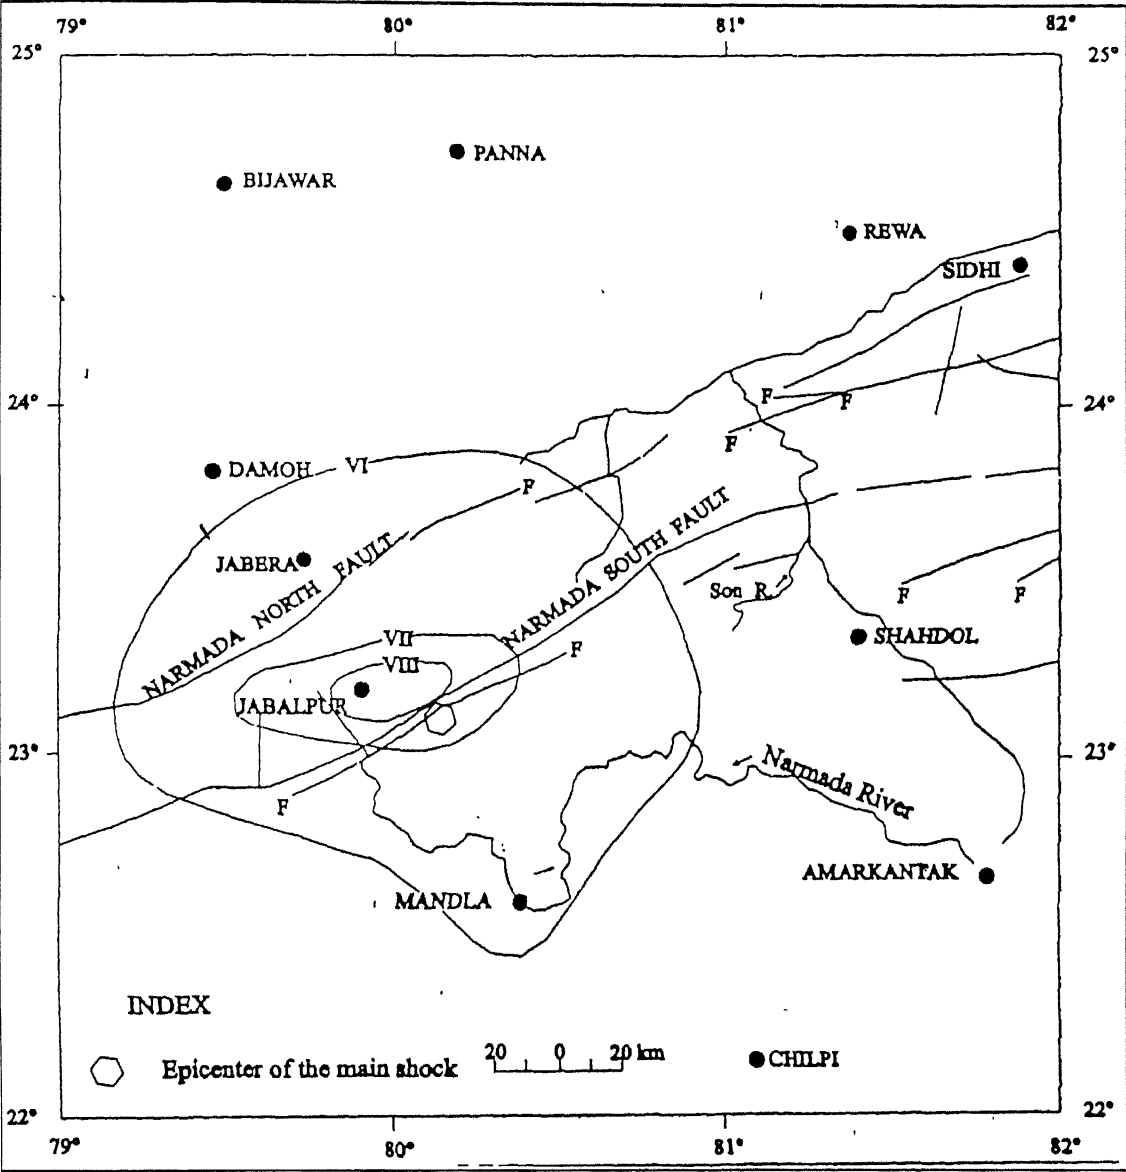 79° 80° 81° 82°
25° 25°
PANNA
BIJAWAR
REWA
SIDHI
24° F F 24°
F
VI
DAMOH
F
JABERA
NARMADA NORTH FAULT
NARMADA SOUTH FAULT
Son R.
F F
VII
SHAHDOL
F
VIII
JABALPUR
23° 23°
Narmada River
F
AMARKANTAK
MANDLA
INDEX
Epicenter of the main shock
20 0 20 km
CHILPI
22° 22°
79° 80° 81° 82°